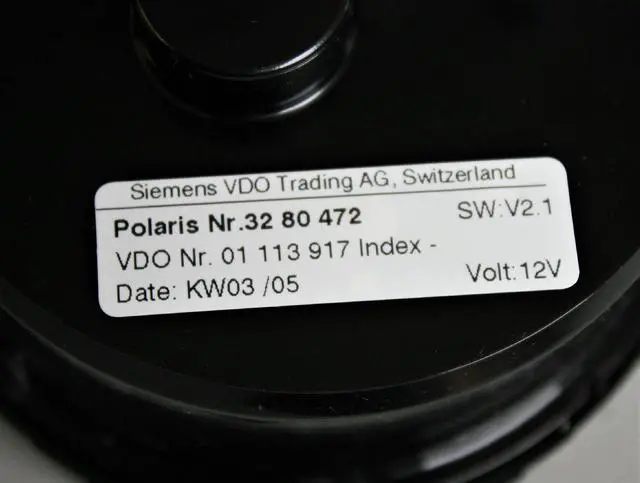 Siemens VDO Trading AG, Switzerland
Polaris Nr.32 80 472 SW:V2.1
VDO Nr. 01 113 917 Index -
Date: KW03 /05 Volt:12V